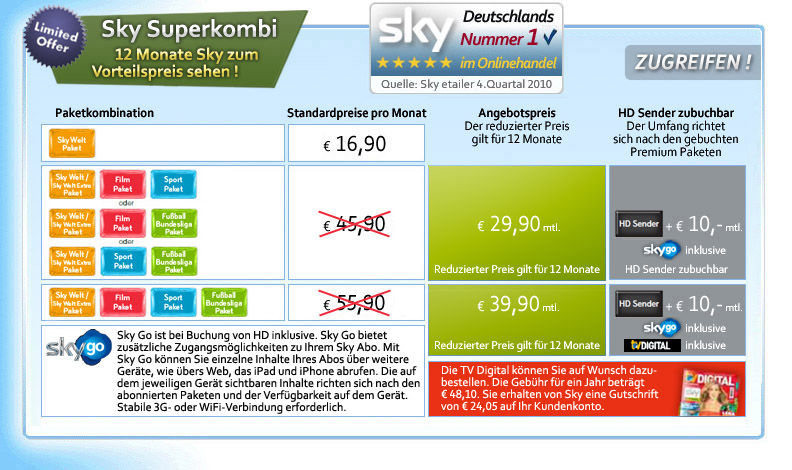 Limited
Offer
Sky Superkombi
12 Monate Sky zum
Vorteilspreis sehen !
sky
Deutschlands
Nummer 1
im Onlinehandel
Quelle: Sky etailer 4.Quartal 2010
ZUGREIFEN !
Paketkombination
Standardpreise pro Monat
Angebotspreis
Der reduzierter Preis
gilt für 12 Monate
HD Sender zubuchbar
Der Umfang richtet
sich nach den gebuchten
Premium Paketen
Sky Welt
Paket
€ 16,90
Sky Welt /
Sky Welt Extra
Paket
Film
Paket
Sport
Paket
oder
Sky Welt /
Sky Welt Extra
Paket
Film
Paket
Fußball
Bundesliga
Paket
oder
Sky Welt /
Sky Welt Extra
Paket
Sport
Paket
Fußball
Bundesliga
Paket
€ 45,90
€ 29,90 mtl.
Reduzierter Preis gilt für 12 Monate
HD Sender + € 10,- mtl.
sky go inklusive
HD Sender zubuchbar
Sky Welt /
Sky Welt Extra
Paket
Film
Paket
Sport
Paket
Fußball
Bundesliga
Paket
€ 55,90
€ 39,90 mtl.
Reduzierter Preis gilt für 12 Monate
HD Sender + € 10,- mtl.
sky go inklusive
tv DIGITAL inklusive
sky go
Sky Go ist bei Buchung von HD inklusive. Sky Go bietet
zusätzliche Zugangsmöglichkeiten zu Ihrem Sky Abo. Mit
Sky Go können Sie einzelne Inhalte Ihres Abos über weitere
Geräte, wie übers Web, das iPad und iPhone abrufen. Die auf
dem jeweiligen Gerät sichtbaren Inhalte richten sich nach den
abonnierten Paketen und der Verfügbarkeit auf dem Gerät.
Stabile 3G- oder WiFi-Verbindung erforderlich.
Die TV Digital können Sie auf Wunsch dazu-
bestellen. Die Gebühr für ein Jahr beträgt
€ 48,10. Sie erhalten von Sky eine Gutschrift
von € 24,05 auf Ihr Kundenkonto.
TV DIGITAL